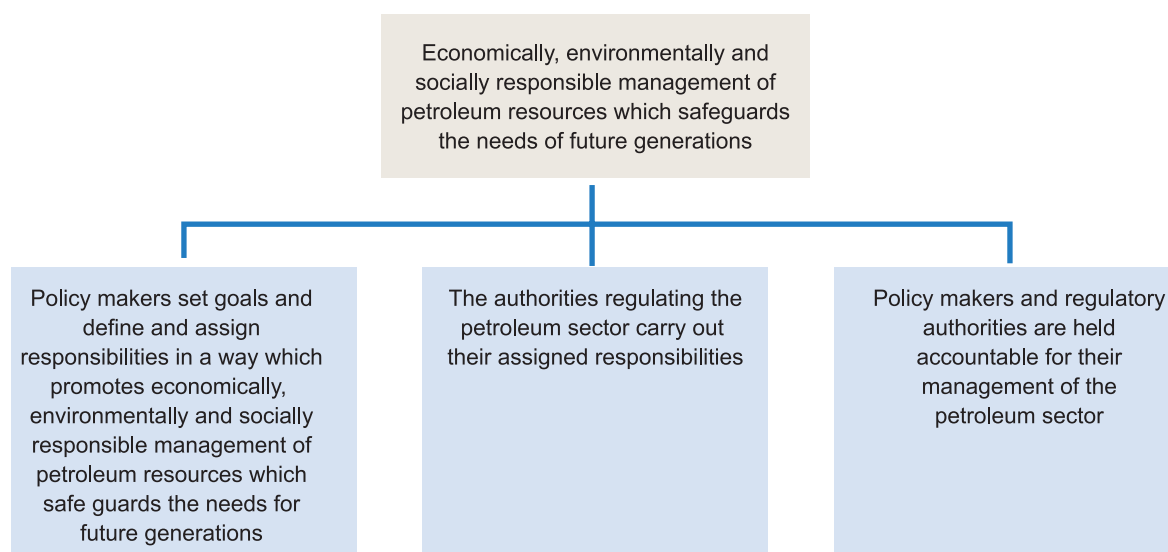 Economically, environmentally and
socially responsible management of
petroleum resources which safeguards
the needs of future generations
Policy makers set goals and
define and assign
responsibilities in a way which
promotes economically,
environmentally and socially
responsible management of
petroleum resources which
safe guards the needs for
future generations
The authorities regulating the
petroleum sector carry out
their assigned responsibilities
Policy makers and regulatory
authorities are held
accountable for their
management of the
petroleum sector